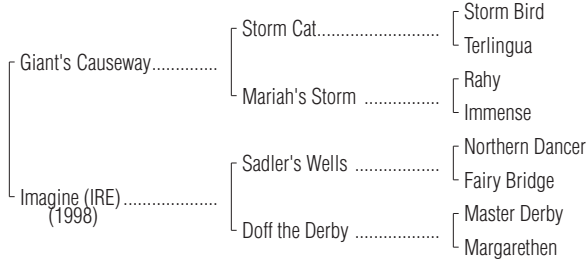 Storm Bird
Storm Cat..............................
Terlingua
Giant's Causeway................
Rahy
Mariah's Storm ..................
Immense
Northern Dancer
Sadler's Wells .....................
Fairy Bridge
Imagine (IRE).......................
(1998)
Master Derby
Doff the Derby .....................
Margarethen